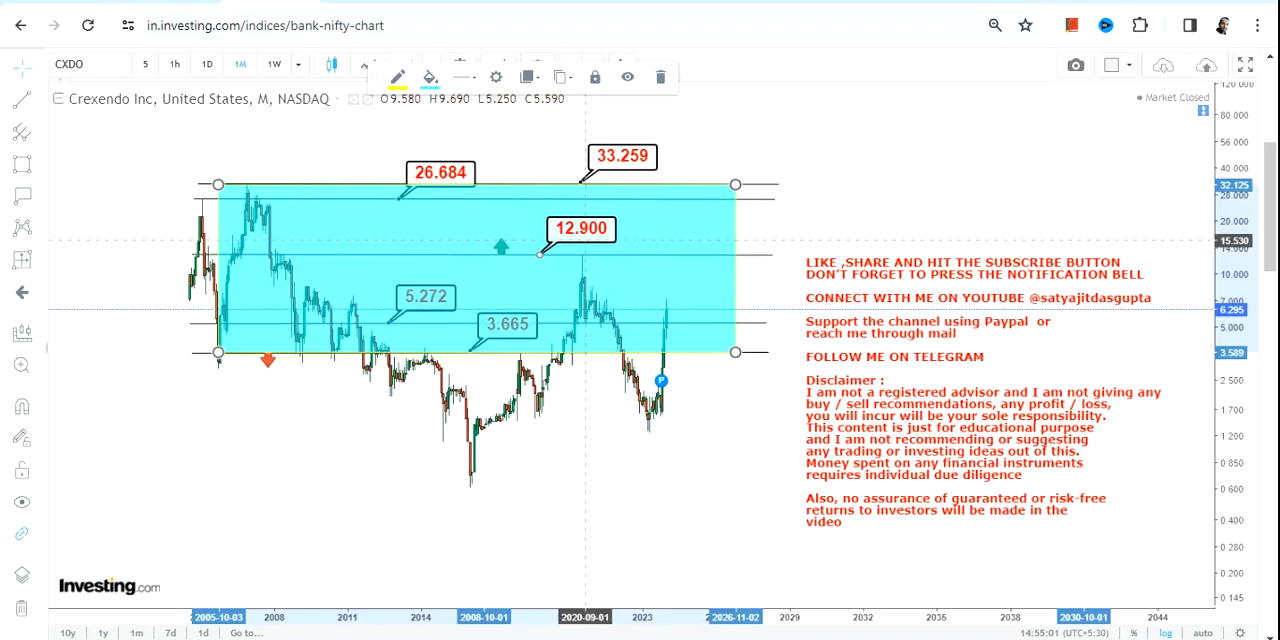 in.investing.com/indices/bank-nifty-chart
CXDO 5 1h 1D 1M 1W
Crexendo Inc, United States, M, NASDAQ O9.580 H9.690 L5.250 C5.590
Market Closed
33.259
26.684
12.900
5.272
3.665
120.000
80.000
56.000
40.000
32.125
28.000
20.000
15.530
10.000
7.000
6.295
5.000
3.589
2.500
1.700
1.200
0.850
0.600
0.400
0.280
0.200
0.145
LIKE ,SHARE AND HIT THE SUBSCRIBE BUTTON
DON'T FORGET TO PRESS THE NOTIFICATION BELL
CONNECT WITH ME ON YOUTUBE @satyajitdasgupta
Support the channel using Paypal or
reach me through mail
FOLLOW ME ON TELEGRAM
Disclaimer :
I am not a registered advisor and I am not giving any
buy / sell recommendations, any profit / loss,
you will incur will be your sole responsibility.
This content is just for educational purpose
and I am not recommending or suggesting
any trading or investing ideas out of this.
Money spent on any financial instruments
requires individual due diligence
Also, no assurance of guaranteed or risk-free
returns to investors will be made in the
video
P
Investing.com
2005-10-03 2008 2011 2014 2008-10-01 2020-09-01 2023 2026-11-02 2029 2032 2035 2038 2030-10-01 2044
10y 1y 1m 7d 1d Go to... 14:55:01 (UTC+5:30) % log auto